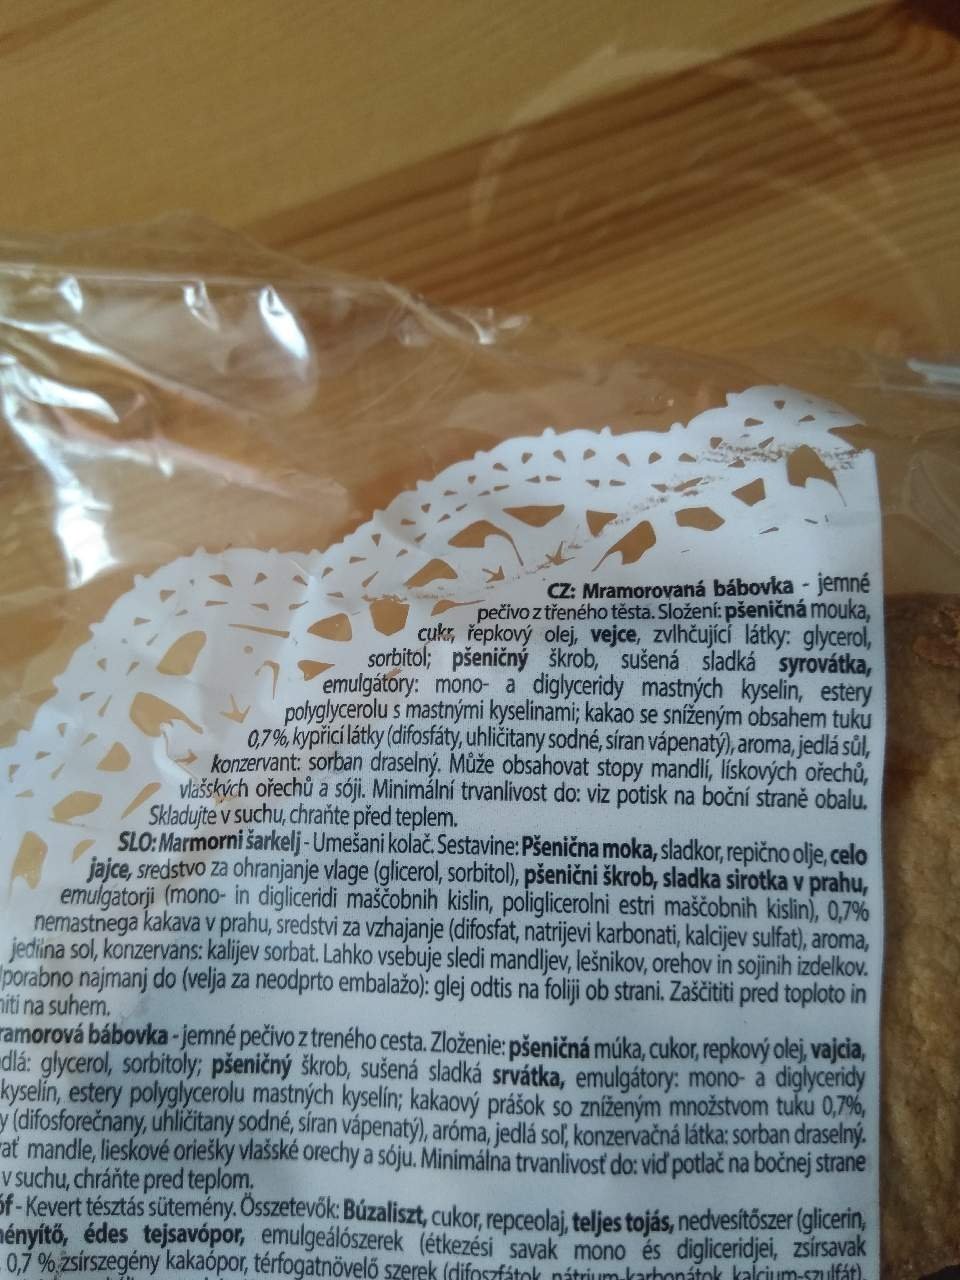 CZ: Mramorovaná bábovka - jemné
pečivo z třeného těsta. Složení: pšeničná mouka,
cukr, řepkový olej, vejce, zvlhčující látky: glycerol,
sorbitol; pšeničný škrob, sušená sladká syrovátka,
emulgátory: mono- a diglyceridy mastných kyselin, estery
polyglycerolu s mastnými kyselinami; kakao se sníženým obsahem tuku
0,7%, kypřicí látky (difosfáty, uhličitany sodné, síran vápenatý), aroma, jedlá sůl,
konzervant: sorban draselný. Může obsahovat stopy mandlí, lískových ořechů,
vlašských ořechů a sóji. Minimální trvanlivost do: viz potisk na boční straně obalu.
Skladujte v suchu, chraňte před teplem.
SLO: Marmorni šarkelj - Umešani kolač. Sestavine: Pšenična moka, sladkor, repično olje, celo
jajce, sredstvo za ohranjanje vlage (glicerol, sorbitol), pšenični škrob, sladka sirotka v prahu,
emulgatorji (mono- in digliceridi maščobnih kislin, poliglicerolni estri maščobnih kislin), 0,7%
nemastnega kakava v prahu, sredstvi za vzhajanje (difosfat, natrijevi karbonati, kalcijev sulfat), aroma,
jedilna sol, konzervans: kalijev sorbat. Lahko vsebuje sledi mandljev, lešnikov, orehov in sojinih izdelkov.
porabno najmanj do (velja za neodprto embalažo): glej odtis na foliji ob strani. Zaščititi pred toploto in
niti na suhem.
ramorová bábovka - jemné pečivo z treného cesta. Zloženie: pšeničná múka, cukor, repkový olej, vajcia,
dlá: glycerol, sorbitoly; pšeničný škrob, sušená sladká srvátka, emulgátory: mono- a diglyceridy
kyselín, estery polyglycerolu mastných kyselín; kakaový prášok so zníženým množstvom tuku 0,7%,
y (difosforečnany, uhličitany sodné, síran vápenatý), aróma, jedlá soľ, konzervačná látka: sorban draselný.
ať mandle, lieskové oriešky vlašské orechy a sóju. Minimálna trvanlivosť do: viď potlač na bočnej strane
v suchu, chráňte pred teplom.
óf - Kevert tésztás sütemény. Összetevők: Búzaliszt, cukor, repceolaj, teljes tojás, nedvesítőszer (glicerin,
ményítő, édes tejsavópor, emulgeálószerek (étkezési savak mono és digliceridjei, zsírsavak
0,7 % zsírszegény kakaópor, térfogatnövelő szerek (difoszfátok, nátrium-karbonátok, kalcium-szulfát),